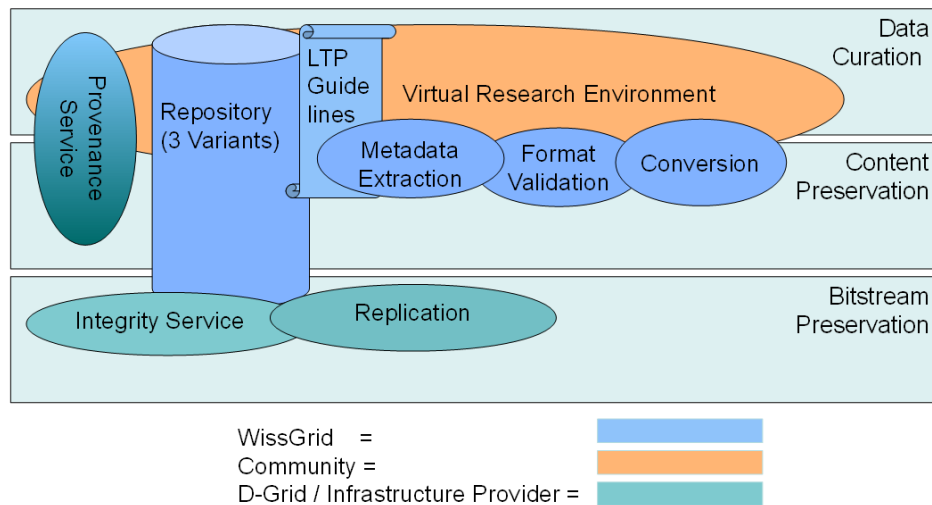 Data
Curation
Provenance
Service
Repository
(3 Variants)
LTP
Guide
lines
Virtual Research Environment
Metadata
Extraction
Format
Validation
Conversion
Content
Preservation
Integrity Service
Replication
Bitstream
Preservation
WissGrid =
Community =
D-Grid / Infrastructure Provider =